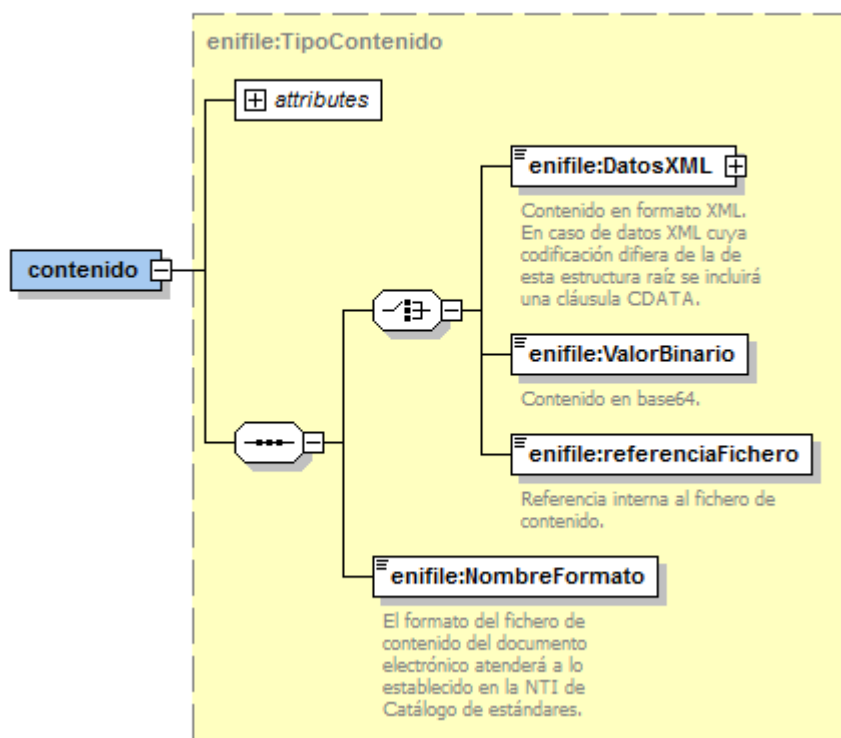 enifile:TipoContenido
attributes
enifile:DatosXML
Contenido en formato XML.
En caso de datos XML cuya
codificación difiera de la de
esta estructura raíz se incluirá
una cláusula CDATA.
contenido
enifile:ValorBinario
Contenido en base64.
enifile:referenciaFichero
Referencia interna al fichero de
contenido.
enifile:NombreFormato
El formato del fichero de
contenido del documento
electrónico atenderá a lo
establecido en la NTI de
Catálogo de estándares.